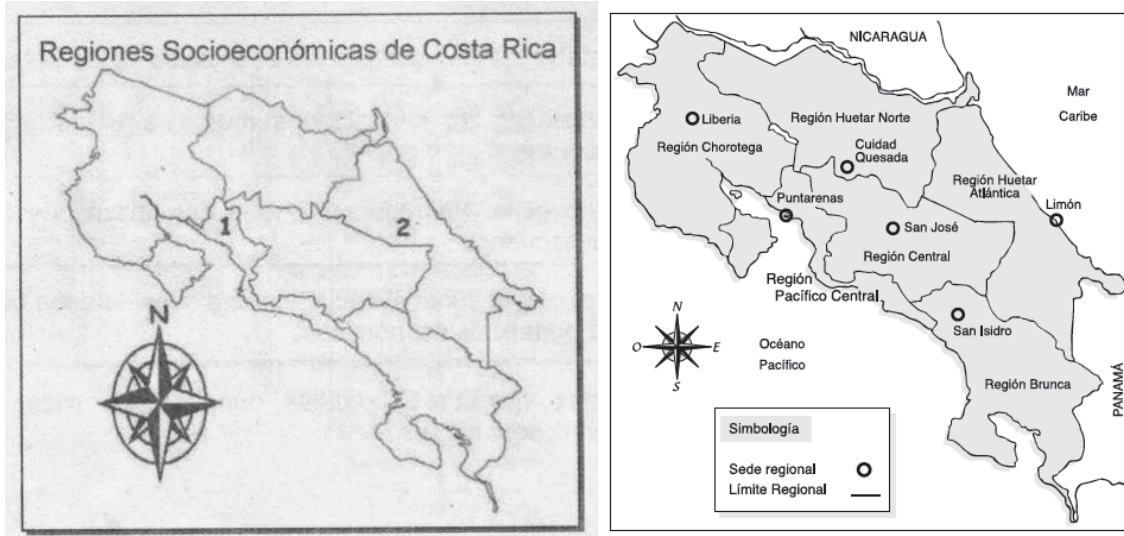 Regiones Socioeconómicas de Costa Rica
1
2
N
NICARAGUA
Mar
Caribe
Liberia
Región Huetar Norte
Región Chorotega
Cuidad
Quesada
Región Huetar
Atlántica
Puntarenas
Limón
San José
Región Central
Región
Pacífico Central
N
O
E
S
Océano
Pacífico
San Isidro
Región Brunca
PANAMÁ
Simbología
Sede regional
Límite Regional